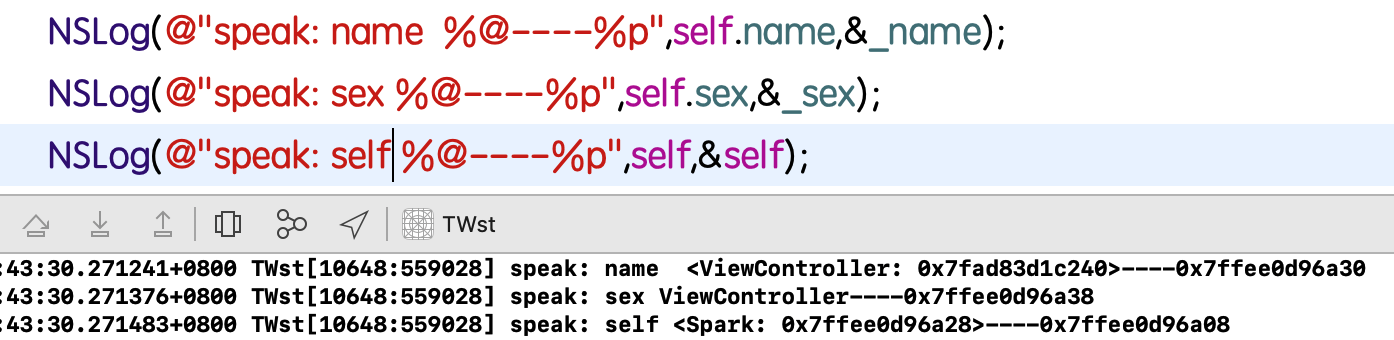 NSLog(@"speak: name  %@----%p",self.name,&_name);
NSLog(@"speak: sex %@----%p",self.sex,&_sex);
NSLog(@"speak: self %@----%p",self,&self);
TWst
:43:30.271241+0800 TWst[10648:559028] speak: name  <ViewController: 0x7fad83d1c240>----0x7ffee0d96a30
:43:30.271376+0800 TWst[10648:559028] speak: sex ViewController----0x7ffee0d96a38
:43:30.271483+0800 TWst[10648:559028] speak: self <Spark: 0x7ffee0d96a28>----0x7ffee0d96a08